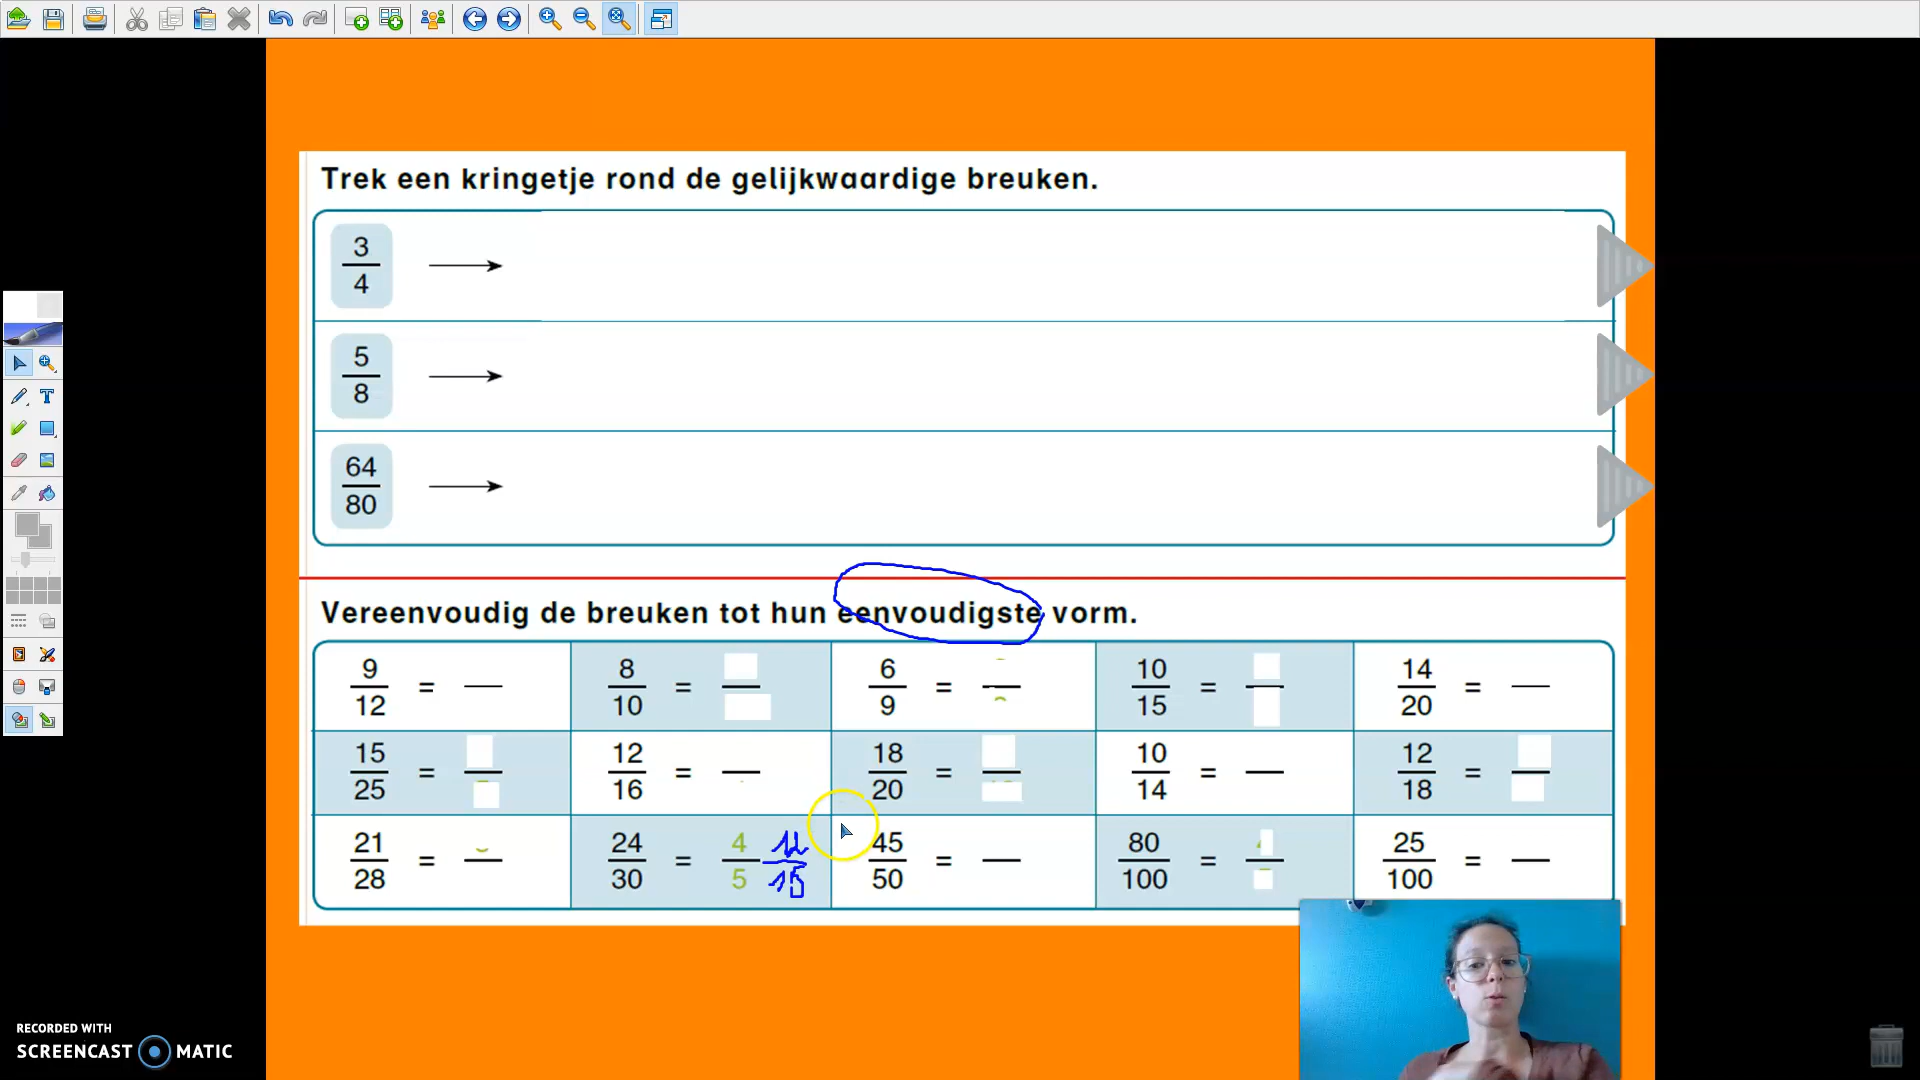 Trek een kringetje rond de gelijkwaardige breuken.
3/4
5/8
64/80
Vereenvoudig de breuken tot hun eenvoudigste vorm.
9/12 = 8/10 = 6/9 = 10/15 = 14/20 =
15/25 = 12/16 = 18/20 = 10/14 = 12/18 =
21/28 = 24/30 = 4/5 12/15 45/50 = 80/100 = 25/100 =
RECORDED WITH
SCREENCAST MATIC